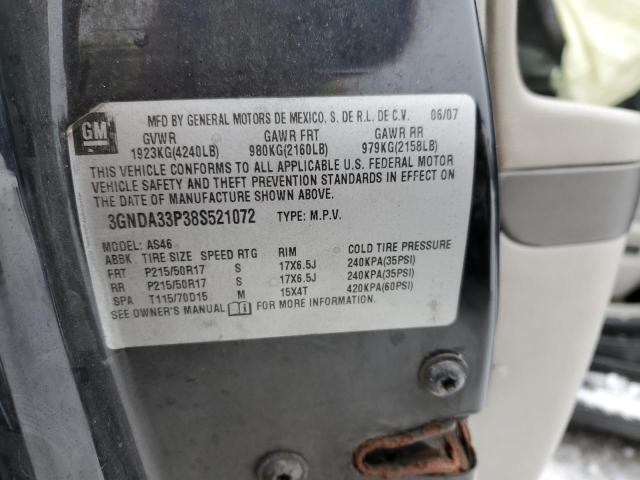 GM
MFD BY GENERAL MOTORS DE MEXICO, S. DE R.L. DE C.V. 06/07
GVWR GAWR FRT GAWR RR
1923KG(4240LB) 980KG(2160LB) 979KG(2158LB)
THIS VEHICLE CONFORMS TO ALL APPLICABLE U.S. FEDERAL MOTOR
VEHICLE SAFETY AND THEFT PREVENTION STANDARDS IN EFFECT ON
THE DATE OF MANUFACTURE SHOWN ABOVE.
3GNDA33P38S521072 TYPE: M.P.V.
MODEL: AS46
ABBK TIRE SIZE SPEED RTG RIM COLD TIRE PRESSURE
FRT P215/50R17 S 17X6.5J 240KPA(35PSI)
RR P215/50R17 S 17X6.5J 240KPA(35PSI)
SPA T115/70D15 M 15X4T 420KPA(60PSI)
SEE OWNER'S MANUAL FOR MORE INFORMATION.